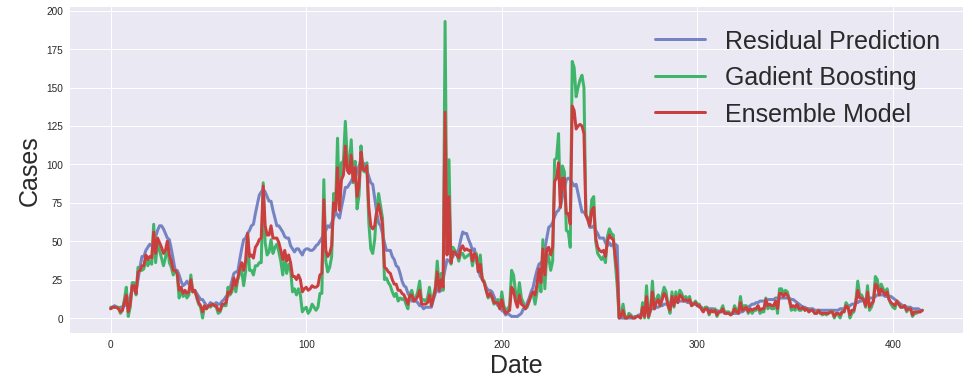 200
175
150
125
100
75
50
25
0
Cases
Residual Prediction
Gadient Boosting
Ensemble Model
0
100
200
300
400
Date